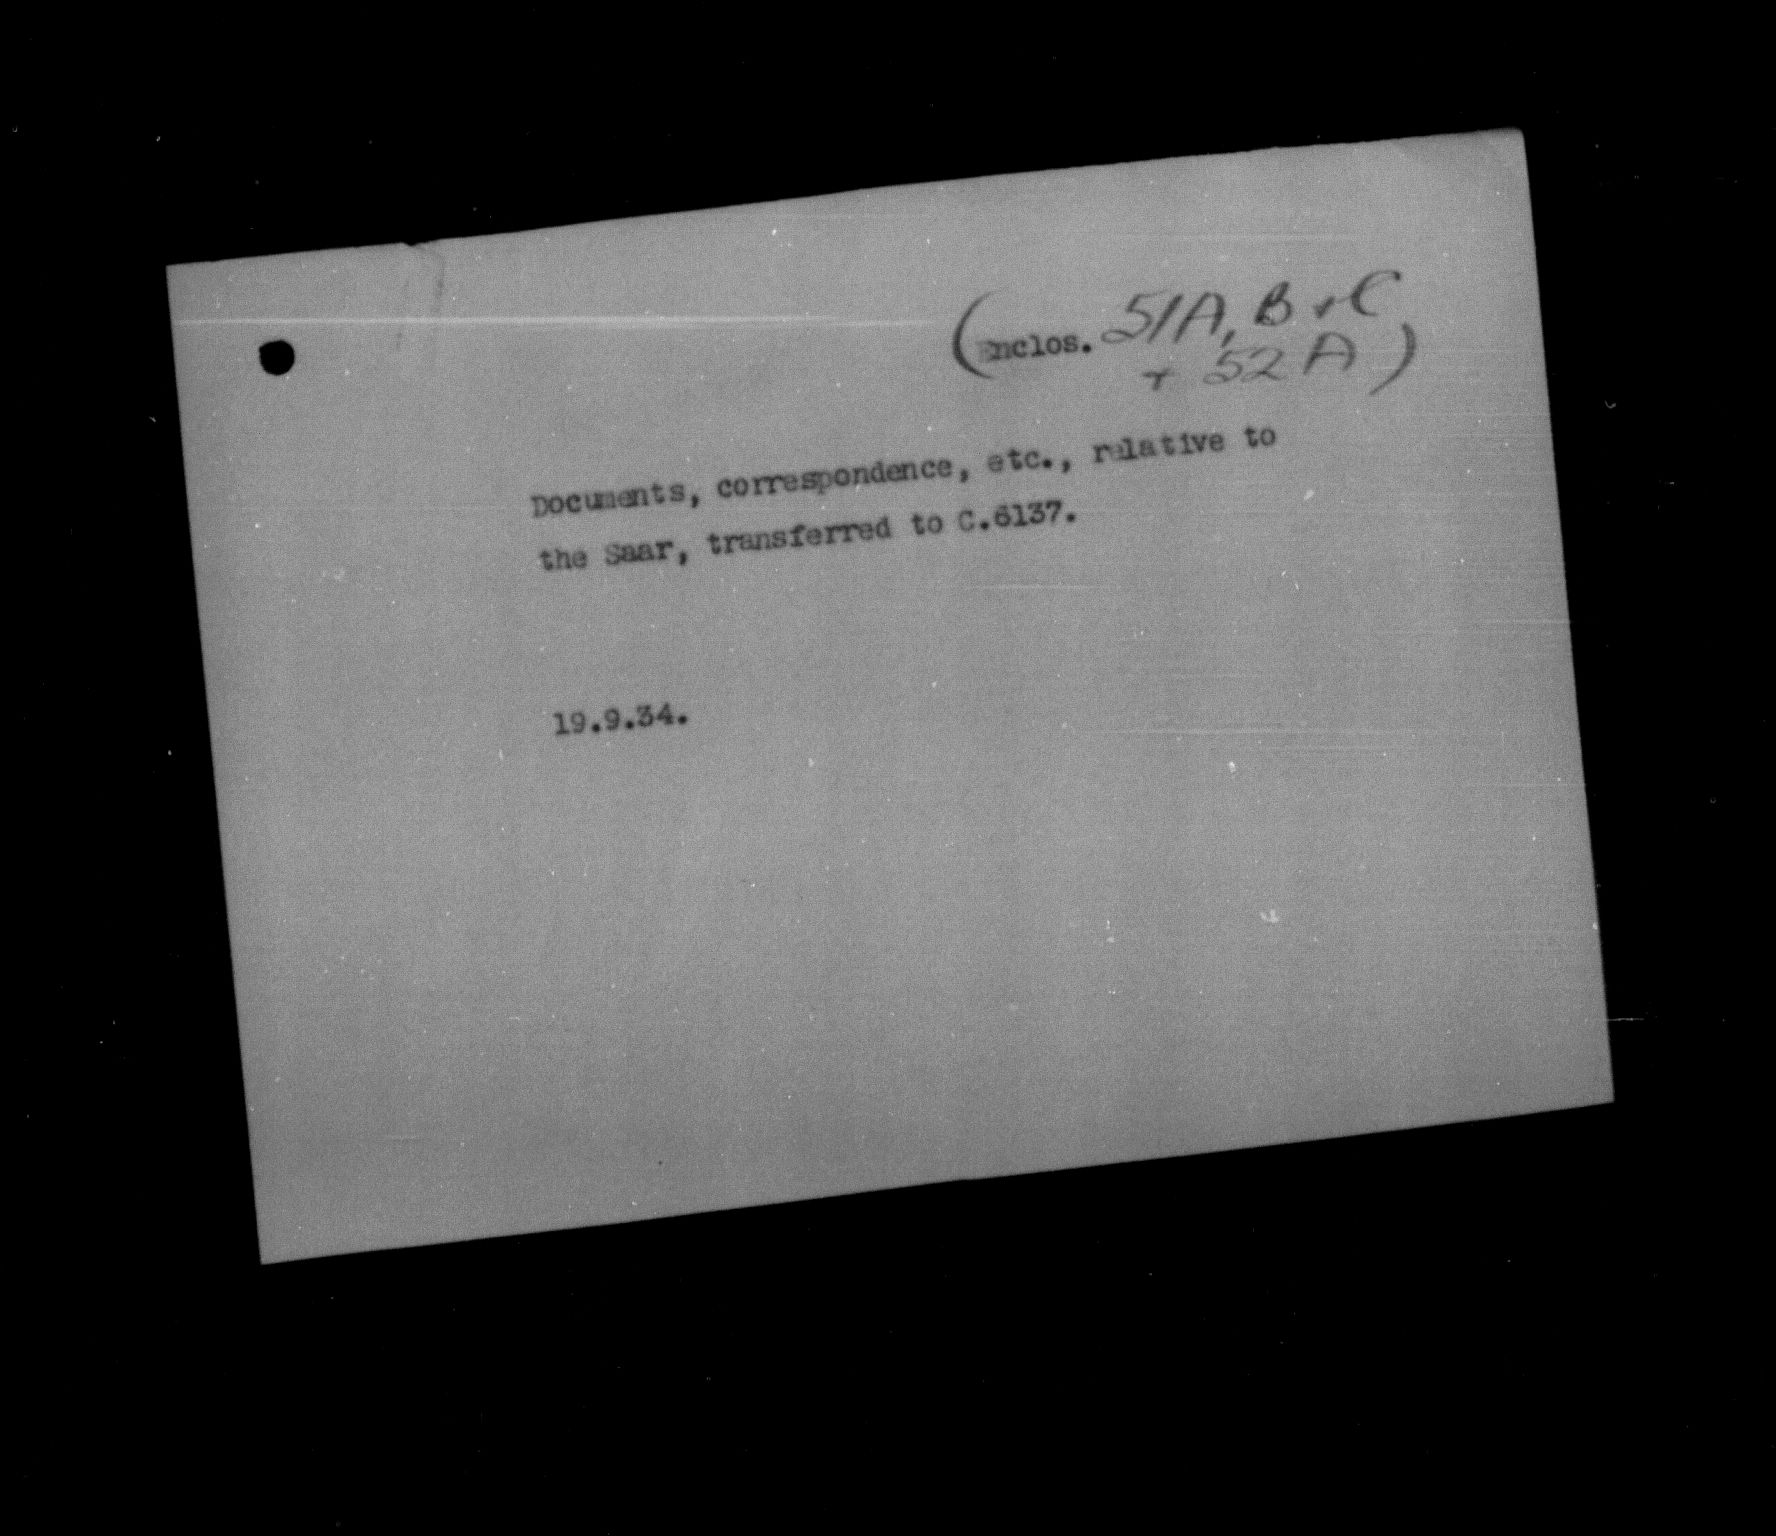 (Enclos. 51A, B + C
+ 52A)
Documents, correspondence, etc., relative to
the Saar, transferred to C.6137.
19.9.34.